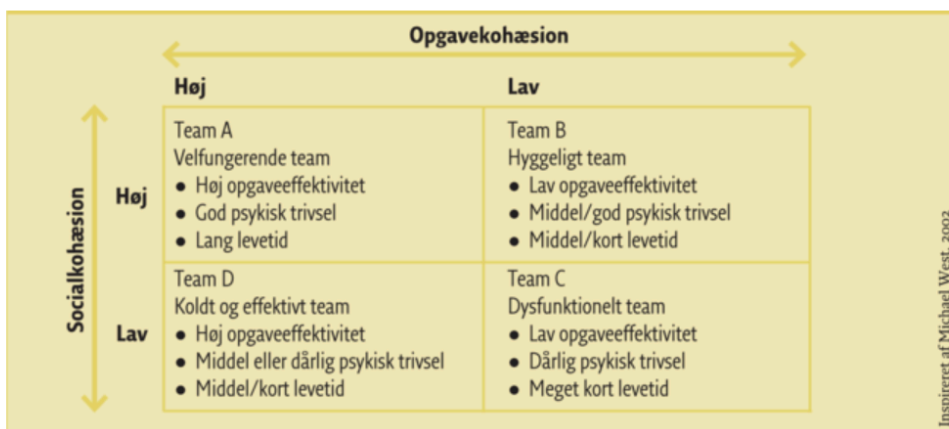 Opgavekohæsion
Høj
Lav
Socialkohæsion
Høj
Team A
Velfungerende team
• Høj opgaveeffektivitet
• God psykisk trivsel
• Lang levetid
Team B
Hyggeligt team
• Lav opgaveeffektivitet
• Middel/god psykisk trivsel
• Middel/kort levetid
Lav
Team D
Koldt og effektivt team
• Høj opgaveeffektivitet
• Middel eller dårlig psykisk trivsel
• Middel/kort levetid
Team C
Dysfunktionelt team
• Lav opgaveeffektivitet
• Dårlig psykisk trivsel
• Meget kort levetid
Inspireret af Michael West, 2002